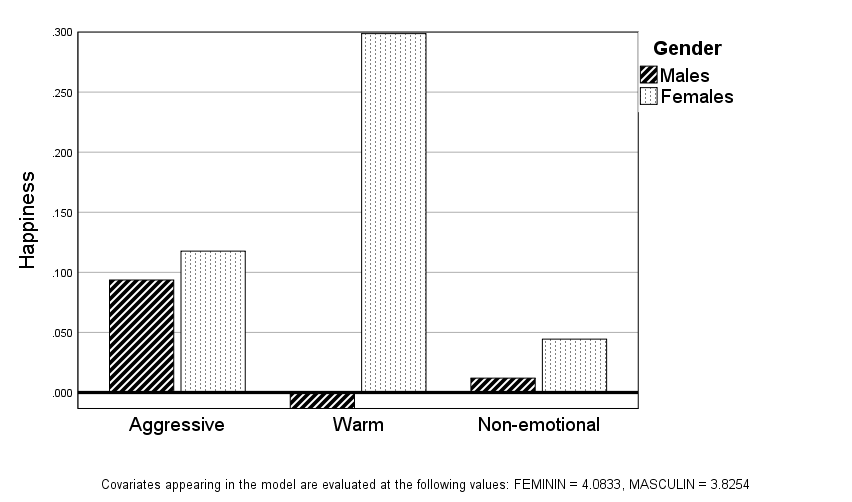 .300
Gender
Males
.250
Females
.200
Happiness
.150
.100
.050
.000
Aggressive
Warm
Non-emotional
Covariates appearing in the model are evaluated at the following values: FEMININ = 4.0833, MASCULIN = 3.8254